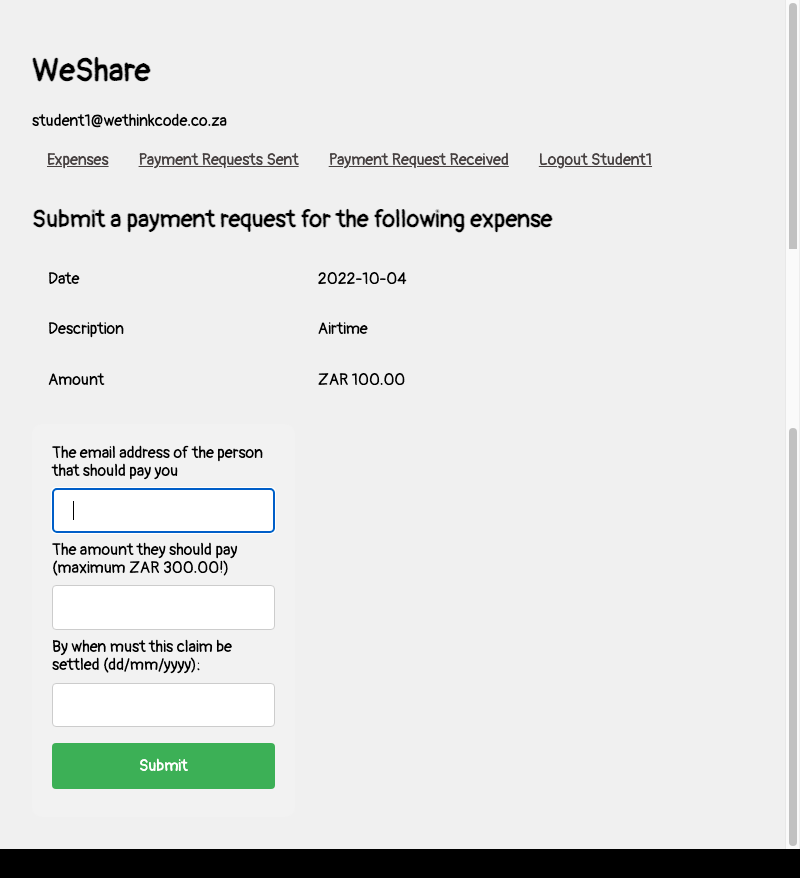 WeShare
student1@wethinkcode.co.za
Expenses Payment Requests Sent Payment Request Received Logout Student1
Submit a payment request for the following expense
Date 2022-10-04
Description Airtime
Amount ZAR 100.00
The email address of the person
that should pay you
The amount they should pay
(maximum ZAR 300.00!)
By when must this claim be
settled (dd/mm/yyyy):
Submit